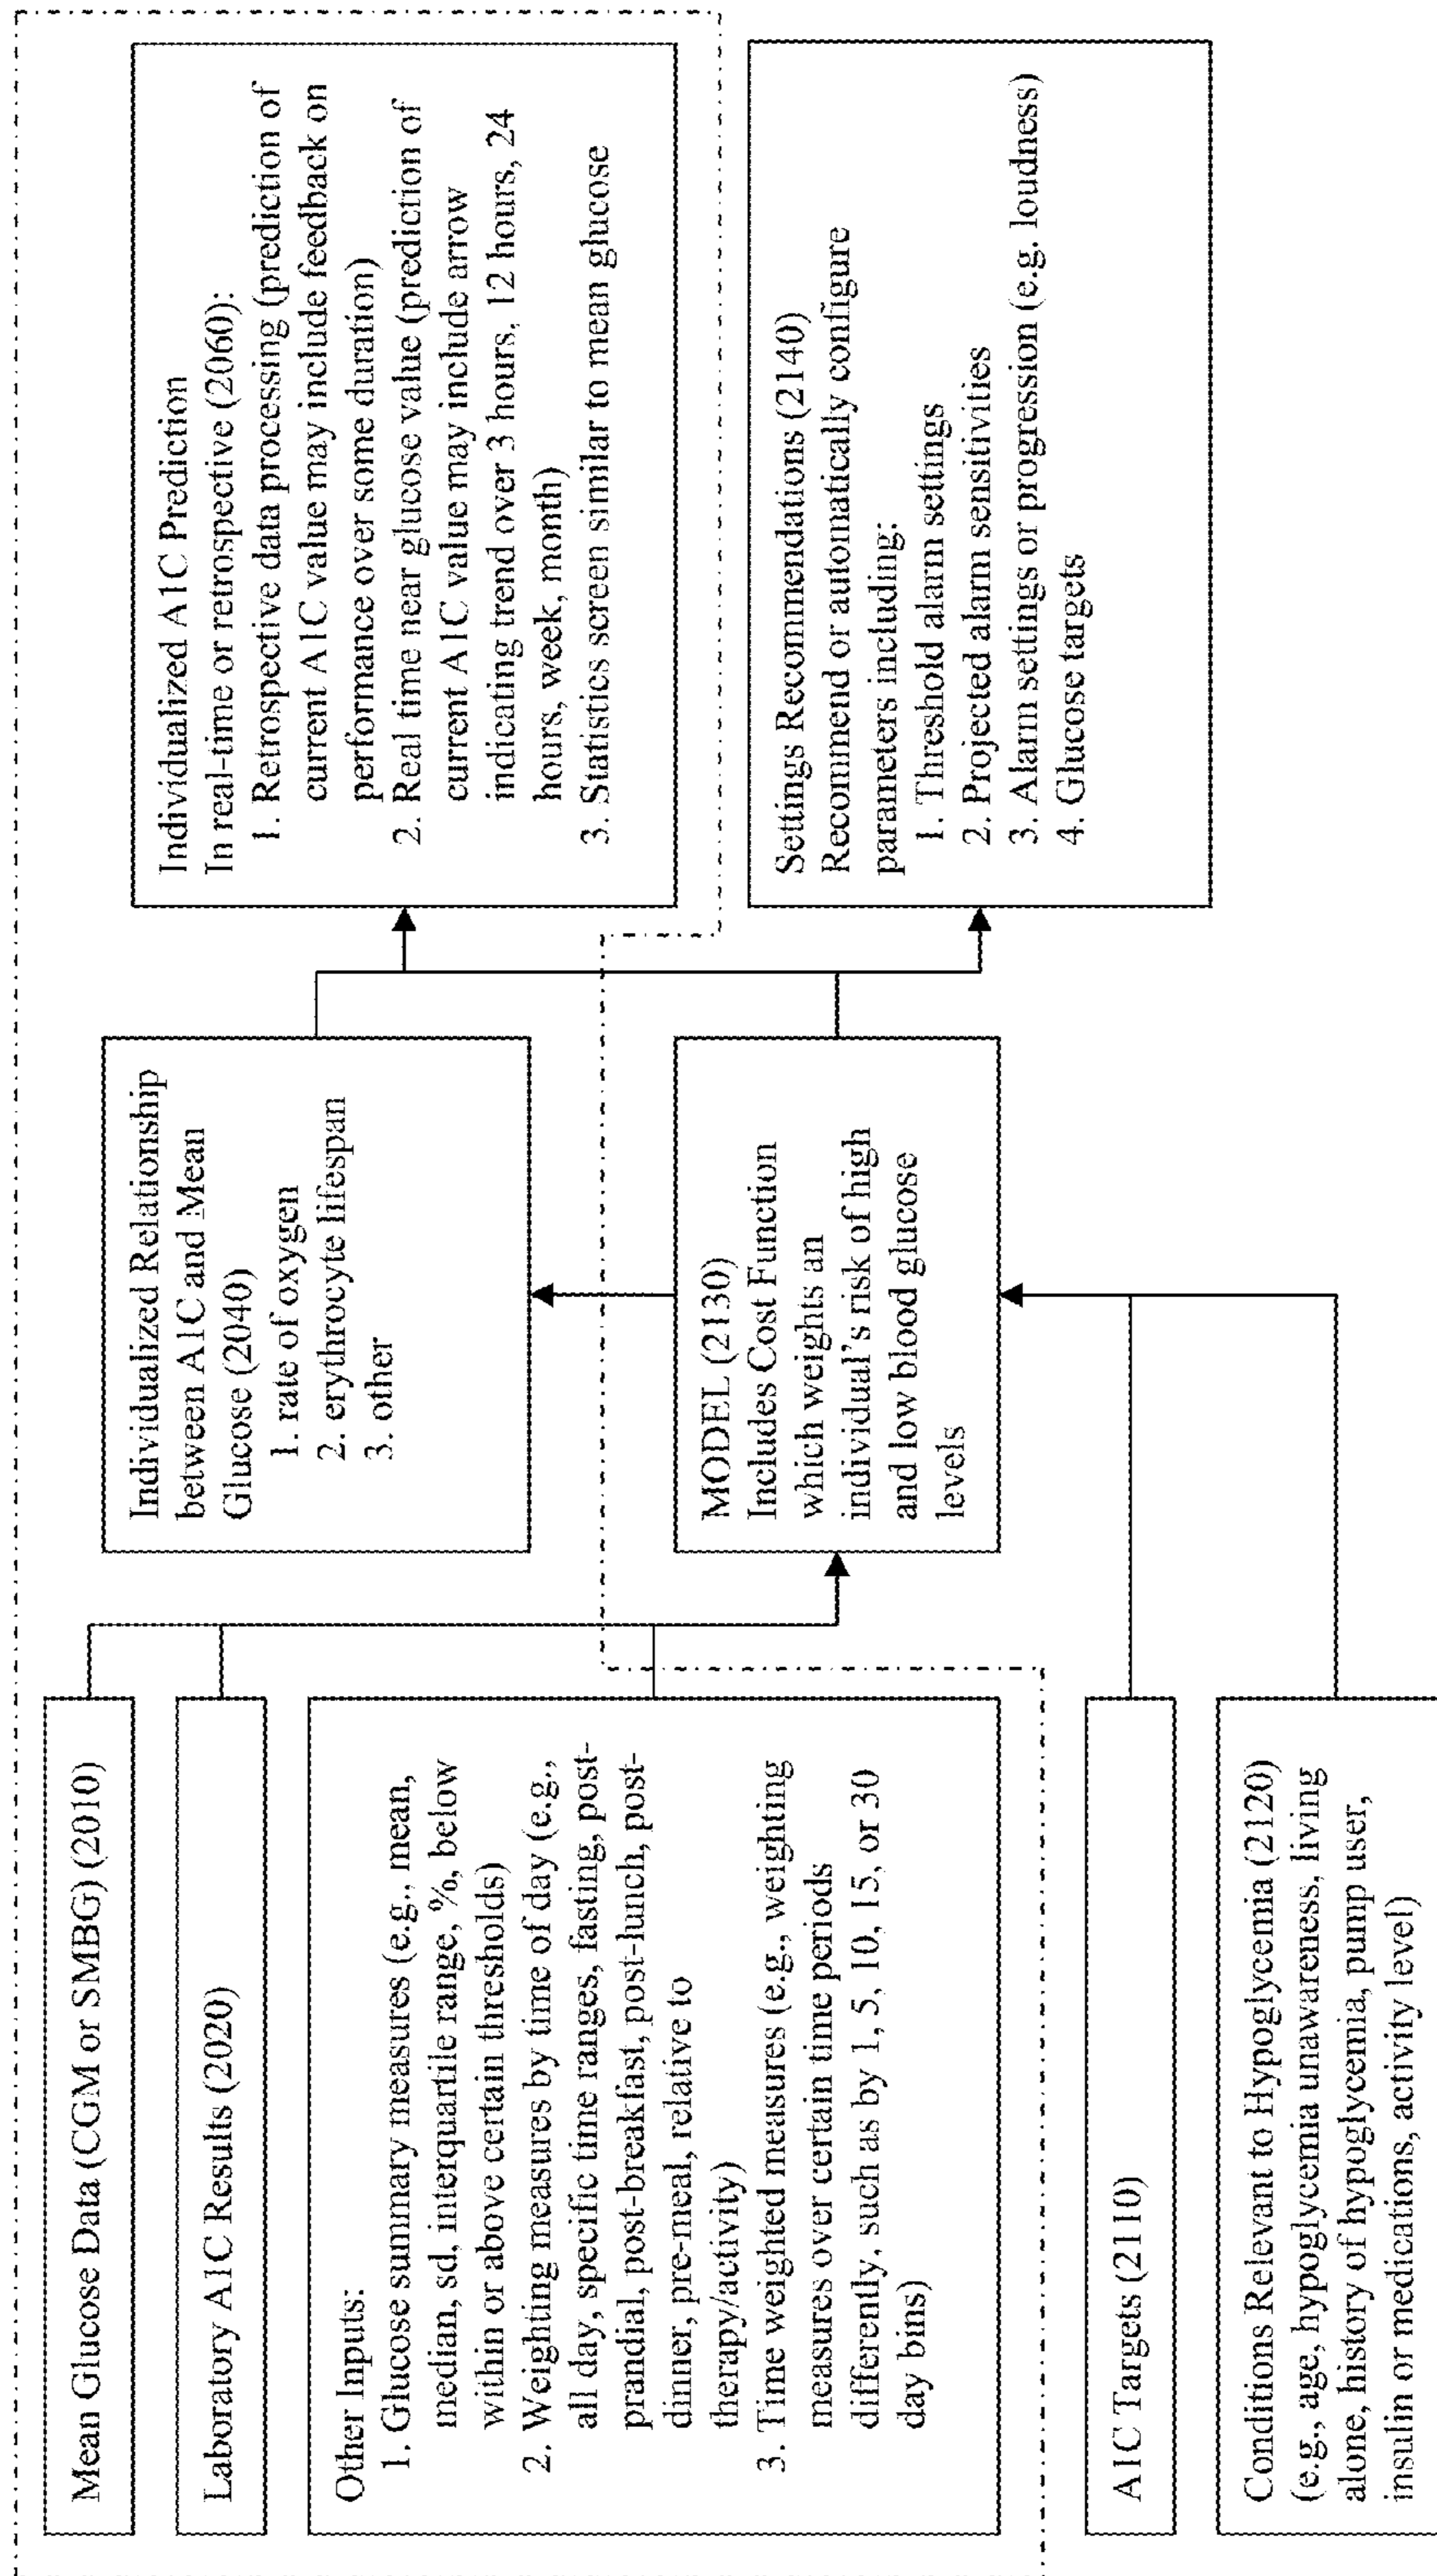 Mean Glucose Data (CGM or SMBG) (2010)
Laboratory A1C Results (2020)
Other Inputs:
1. Glucose summary measures (e.g., mean,
median, sd, interquartile range, %, below
within or above certain thresholds)
2. Weighting measures by time of day (e.g.,
all day, specific time ranges, fasting, post-
prandial, post-breakfast, post-lunch, post-
dinner, pre-meal, relative to
therapy/activity)
3. Time weighted measures (e.g., weighting
measures over certain time periods
differently, such as by 1, 5, 10, 15, or 30
day bins)
A1C Targets (2110)
Conditions Relevant to Hypoglycemia (2120)
(e.g., age, hypoglycemia unawareness, living
alone, history of hypoglycemia, pump user,
insulin or medications, activity level)
Individualized Relationship
between A1C and Mean
Glucose (2040)
1. rate of oxygen
2. erythrocyte lifespan
3. other
MODEL (2130)
Includes Cost Function
which weights an
individual's risk of high
and low blood glucose
levels
Individualized A1C Prediction
In real-time or retrospective (2060):
1. Retrospective data processing (prediction of
current A1C value may include feedback on
performance over some duration)
2. Real time near glucose value (prediction of
current A1C value may include arrow
indicating trend over 3 hours, 12 hours, 24
hours, week, month)
3. Statistics screen similar to mean glucose
Settings Recommendations (2140)
Recommend or automatically configure
parameters including:
1. Threshold alarm settings
2. Projected alarm sensitivities
3. Alarm settings or progression (e.g. loudness)
4. Glucose targets